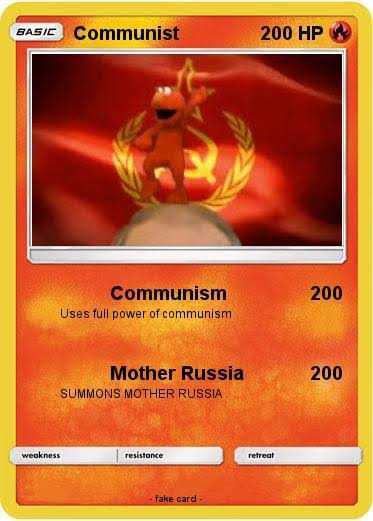 BASIC Communist 200 HP
Communism 200
Uses full power of communism
Mother Russia 200
SUMMONS MOTHER RUSSIA
weakness resistance retreat
- fake card -